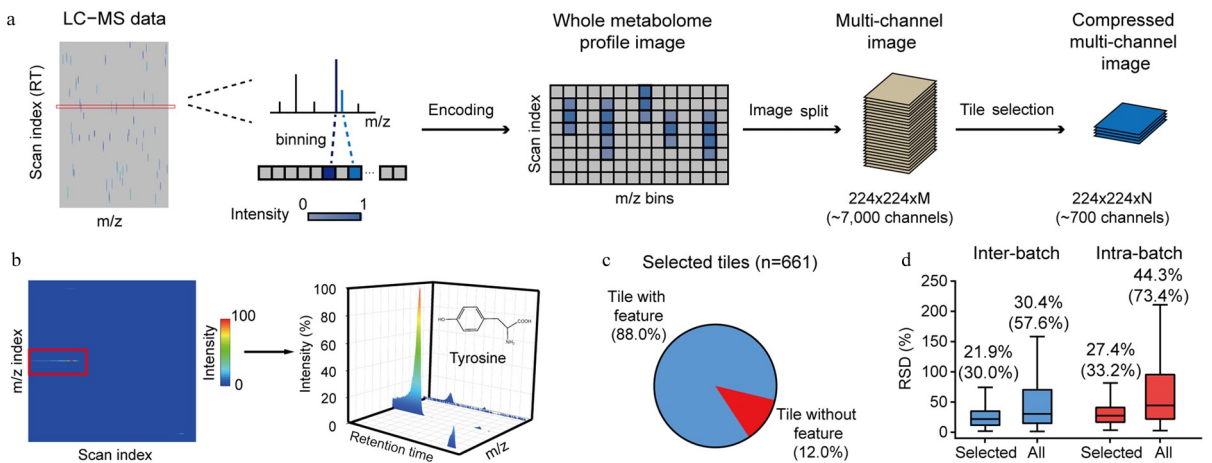 a
LC−MS data
Scan index (RT)
m/z
m/z
binning
...
0
1
Intensity
Encoding
Whole metabolome
profile image
Scan index
m/z bins
Image split
Multi-channel
image
224x224xM
(~7,000 channels)
Tile selection
Compressed
multi-channel
image
224x224xN
(~700 channels)
b
m/z index
Scan index
100
0
Intensity
Intensity (%)
100
80
60
40
20
0
HO
COOH
NH₂
Tyrosine
Retention time
m/z
c
Selected tiles (n=661)
Tile with
feature
(88.0%)
Tile without
feature
(12.0%)
d
Inter-batch
Intra-batch
RSD (%)
250
200
150
100
50
0
21.9%
(30.0%)
30.4%
(57.6%)
27.4%
(33.2%)
44.3%
(73.4%)
Selected
All
Selected
All